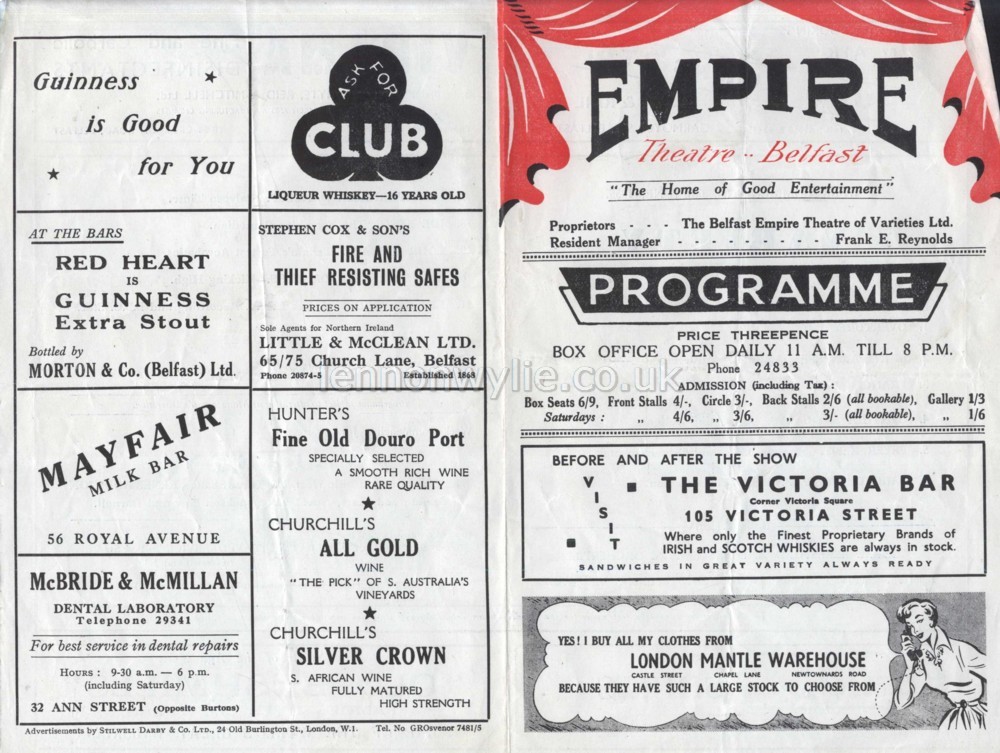 Guinness
is Good
for You
ASK FOR
CLUB
LIQUEUR WHISKEY—16 YEARS OLD
AT THE BARS
RED HEART
IS
GUINNESS
Extra Stout
Bottled by
MORTON & Co. (Belfast) Ltd.
STEPHEN COX & SON'S
FIRE AND
THIEF RESISTING SAFES
PRICES ON APPLICATION
Sole Agents for Northern Ireland
LITTLE & McCLEAN LTD.
65/75 Church Lane, Belfast
Phone 20874-5 Established 1868
MAYFAIR
MILK BAR
56 ROYAL AVENUE
McBRIDE & McMILLAN
DENTAL LABORATORY
Telephone 29341
For best service in dental repairs
HOURS : 9-30 a.m. — 6 p.m.
(including Saturday)
32 ANN STREET (Opposite Burtons)
HUNTER'S
Fine Old Douro Port
SPECIALLY SELECTED
A SMOOTH RICH WINE
RARE QUALITY
CHURCHILL'S
ALL GOLD
WINE
"THE PICK" OF S. AUSTRALIA'S
VINEYARDS
CHURCHILL'S
SILVER CROWN
S. AFRICAN WINE
FULLY MATURED
HIGH STRENGTH
Advertisements by STILWELL DARBY & CO. LTD., 24 Old Burlington St., London, W.1. Tel. No GROsvenor 7481/5
EMPIRE
Theatre .. Belfast
"The Home of Good Entertainment"
Proprietors - - - The Belfast Empire Theatre of Varieties Ltd.
Resident Manager - - - - - - - - - Frank E. Reynolds
PROGRAMME
PRICE THREEPENCE
BOX OFFICE OPEN DAILY 11 A.M. TILL 8 P.M.
Phone 24833
ADMISSION (including Tax) :
Box Seats 6/9, Front Stalls 4/-, Circle 3/-, Back Stalls 2/6 (all bookable), Gallery 1/3
Saturdays : ,, 4/6, ,, 3/6, ,, 3/- (all bookable), ,, 1/6
BEFORE AND AFTER THE SHOW
VISIT
THE VICTORIA BAR
Corner Victoria Square
105 VICTORIA STREET
Where only the Finest Proprietary Brands of
IRISH and SCOTCH WHISKIES are always in stock.
SANDWICHES IN GREAT VARIETY ALWAYS READY
YES! I BUY ALL MY CLOTHES FROM
LONDON MANTLE WAREHOUSE
CASTLE STREET CHAPEL LANE NEWTOWNARDS ROAD
BECAUSE THEY HAVE SUCH A LARGE STOCK TO CHOOSE FROM
lennonwylie.co.uk